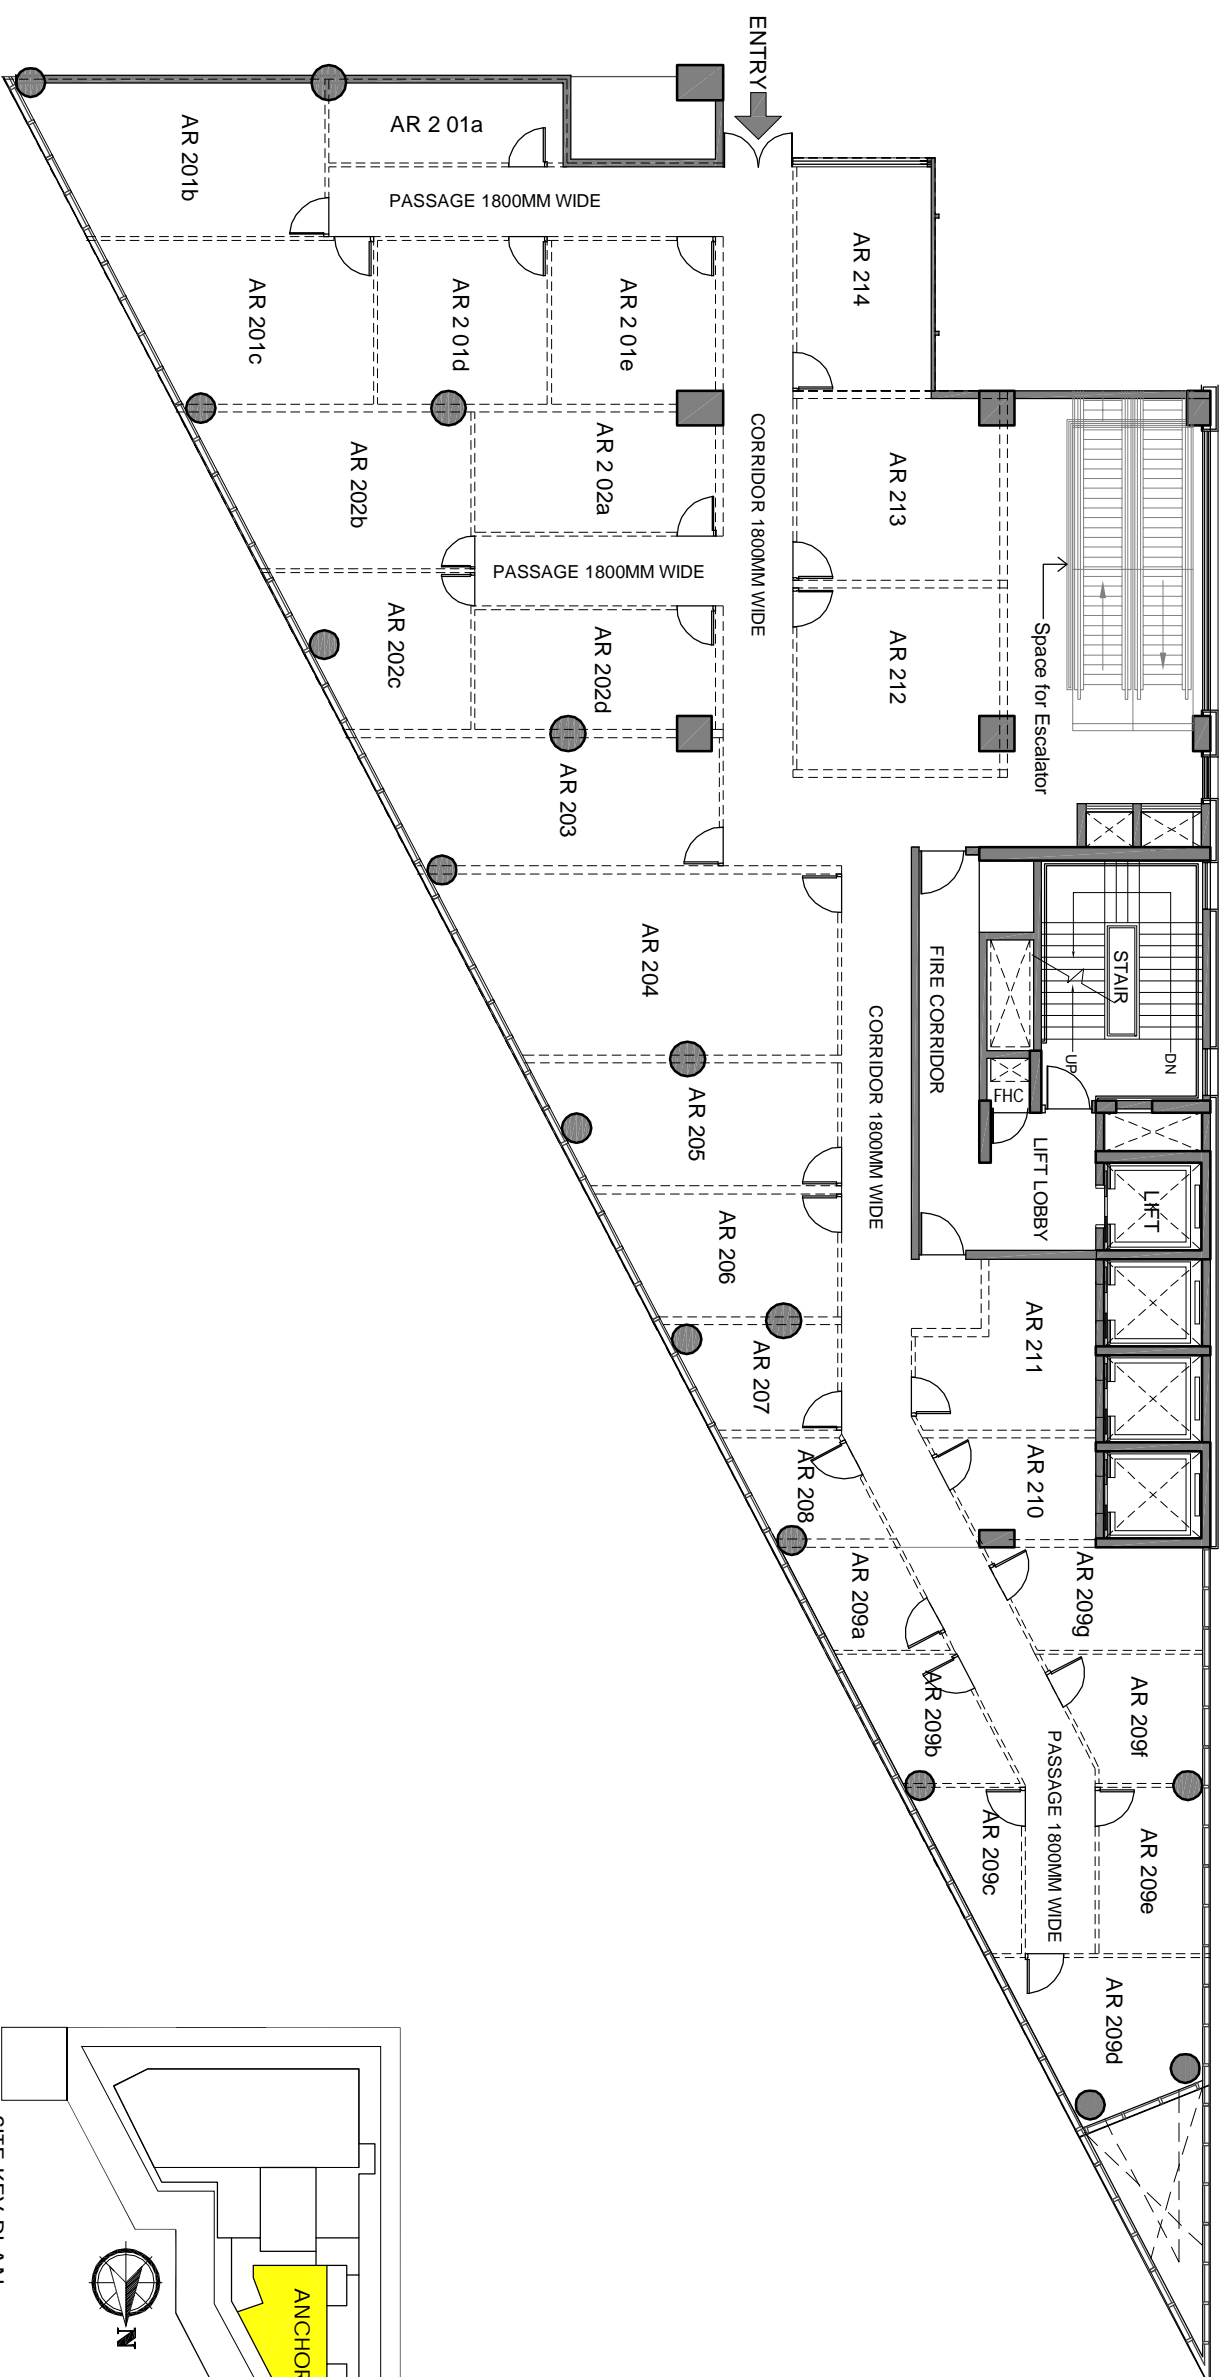 ENTRY
AR 201b
AR 2 01a
PASSAGE 1800MM WIDE
AR 214
AR 201c
AR 2 01d
AR 2 01e
CORRIDOR 1800MM WIDE
AR 213
AR 202b
AR 2 02a
PASSAGE 1800MM WIDE
Space for Escalator
AR 202c
AR 202d
AR 212
AR 203
AR 204
FIRE CORRIDOR
STAIR
DN
UP
FHC
CORRIDOR 1800MM WIDE
AR 205
LIFT LOBBY
LIFT
AR 206
AR 211
AR 207
AR 208
AR 210
AR 209a
AR 209g
AR 209b
AR 209f
PASSAGE 1800MM WIDE
AR 209c
AR 209e
AR 209d
N
ANCHOR